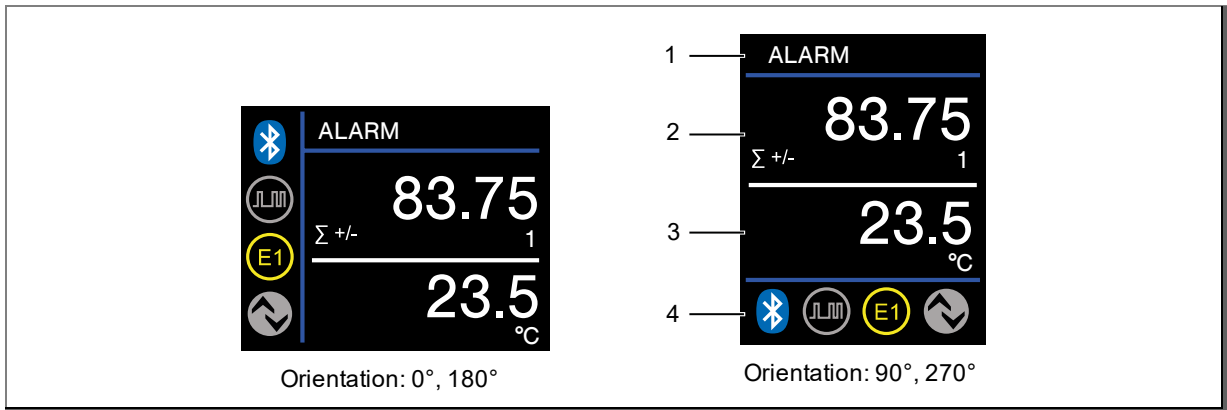 ALARM
83.75
Σ +/-
1
E1
23.5
°C
Orientation: 0°, 180°
1
ALARM
2
83.75
Σ +/-
1
3
23.5
°C
4
E1
Orientation: 90°, 270°